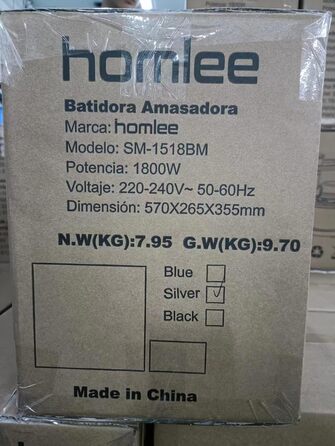 homlee
Batidora Amasadora
Marca: homlee
Modelo: SM-1518BM
Potencia: 1800W
Voltaje: 220-240V~ 50-60Hz
Dimensión: 570X265X355mm
N.W(KG):7.95 G.W(KG):9.70
Blue
Silver ✓
Black
Made in China